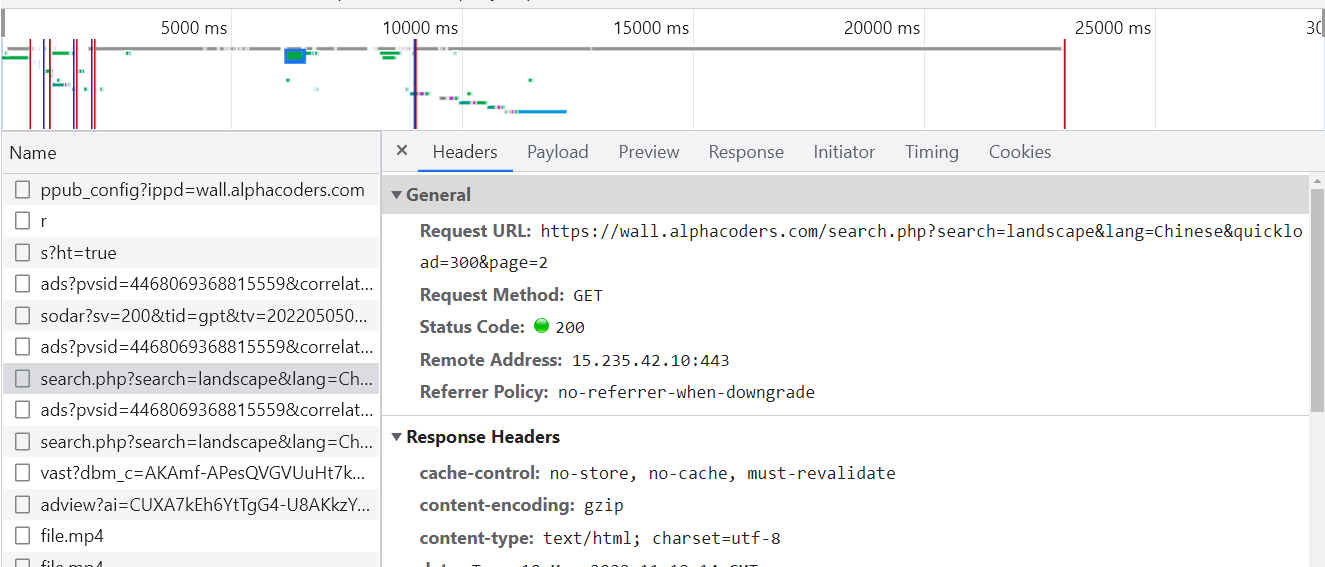 5000 ms 10000 ms 15000 ms 20000 ms 25000 ms
Name
× Headers Payload Preview Response Initiator Timing Cookies
ppub_config?ippd=wall.alphacoders.com
r
s?ht=true
ads?pvsid=4468069368815559&correlat...
sodar?sv=200&tid=gpt&tv=202205050...
ads?pvsid=4468069368815559&correlat...
search.php?search=landscape&lang=Ch...
ads?pvsid=4468069368815559&correlat...
search.php?search=landscape&lang=Ch...
vast?dbm_c=AKAmf-APesQVGVUuHt7k...
adview?ai=CUXA7kEh6YtTgG4-U8AKkzY...
file.mp4
file.mp4
General
Request URL: https://wall.alphacoders.com/search.php?search=landscape&lang=Chinese&quicklo
ad=300&page=2
Request Method: GET
Status Code: 200
Remote Address: 15.235.42.10:443
Referrer Policy: no-referrer-when-downgrade
Response Headers
cache-control: no-store, no-cache, must-revalidate
content-encoding: gzip
content-type: text/html; charset=utf-8